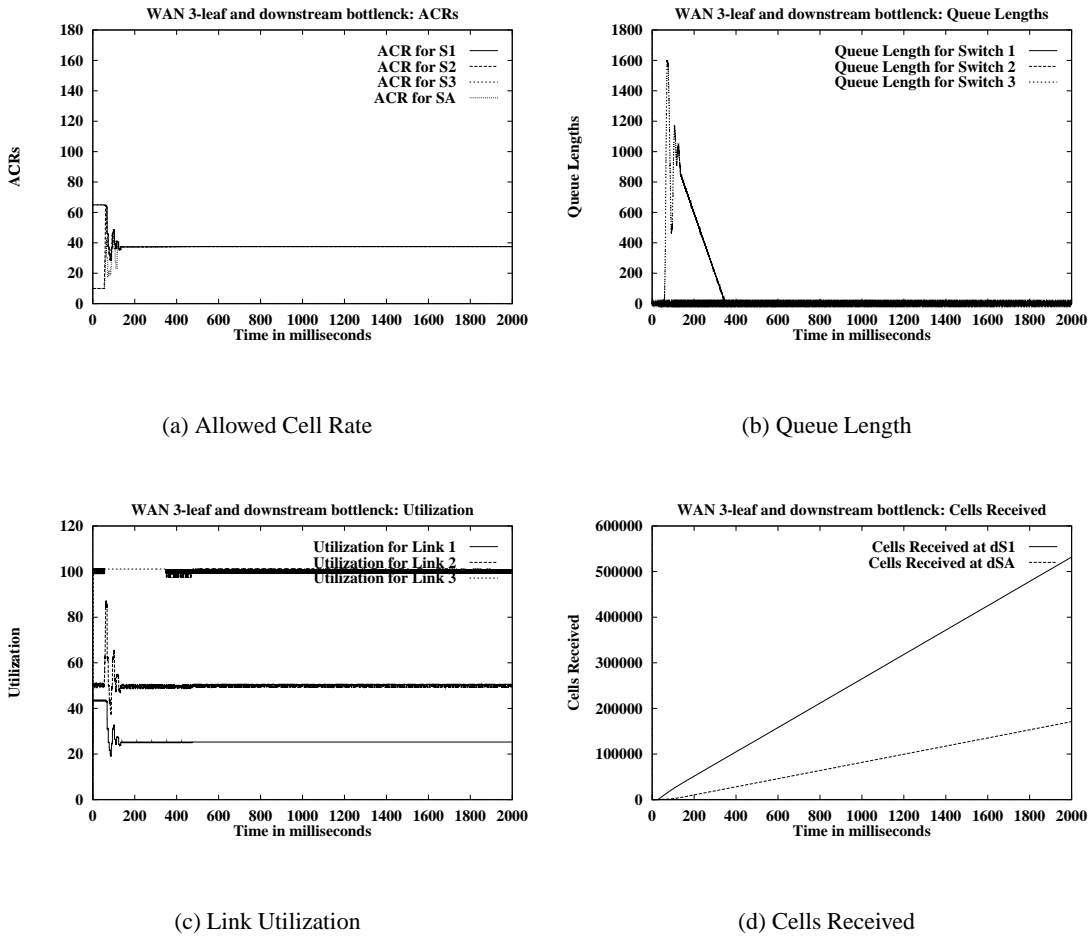 WAN 3-leaf and downstream bottlenck: ACRs
180
160
140
120
100
80
60
40
20
0
ACRs
ACR for S1
ACR for S2
ACR for S3
ACR for SA
0 200 400 600 800 1000 1200 1400 1600 1800 2000
Time in milliseconds
(a) Allowed Cell Rate
WAN 3-leaf and downstream bottlenck: Queue Lengths
1800
1600
1400
1200
1000
800
600
400
200
0
Queue Lengths
Queue Length for Switch 1
Queue Length for Switch 2
Queue Length for Switch 3
0 200 400 600 800 1000 1200 1400 1600 1800 2000
Time in milliseconds
(b) Queue Length
WAN 3-leaf and downstream bottlenck: Utilization
120
100
80
60
40
20
0
Utilization
Utilization for Link 1
Utilization for Link 2
Utilization for Link 3
0 200 400 600 800 1000 1200 1400 1600 1800 2000
Time in milliseconds
(c) Link Utilization
WAN 3-leaf and downstream bottlenck: Cells Received
600000
500000
400000
300000
200000
100000
0
Cells Received
Cells Received at dS1
Cells Received at dSA
0 200 400 600 800 1000 1200 1400 1600 1800 2000
Time in milliseconds
(d) Cells Received